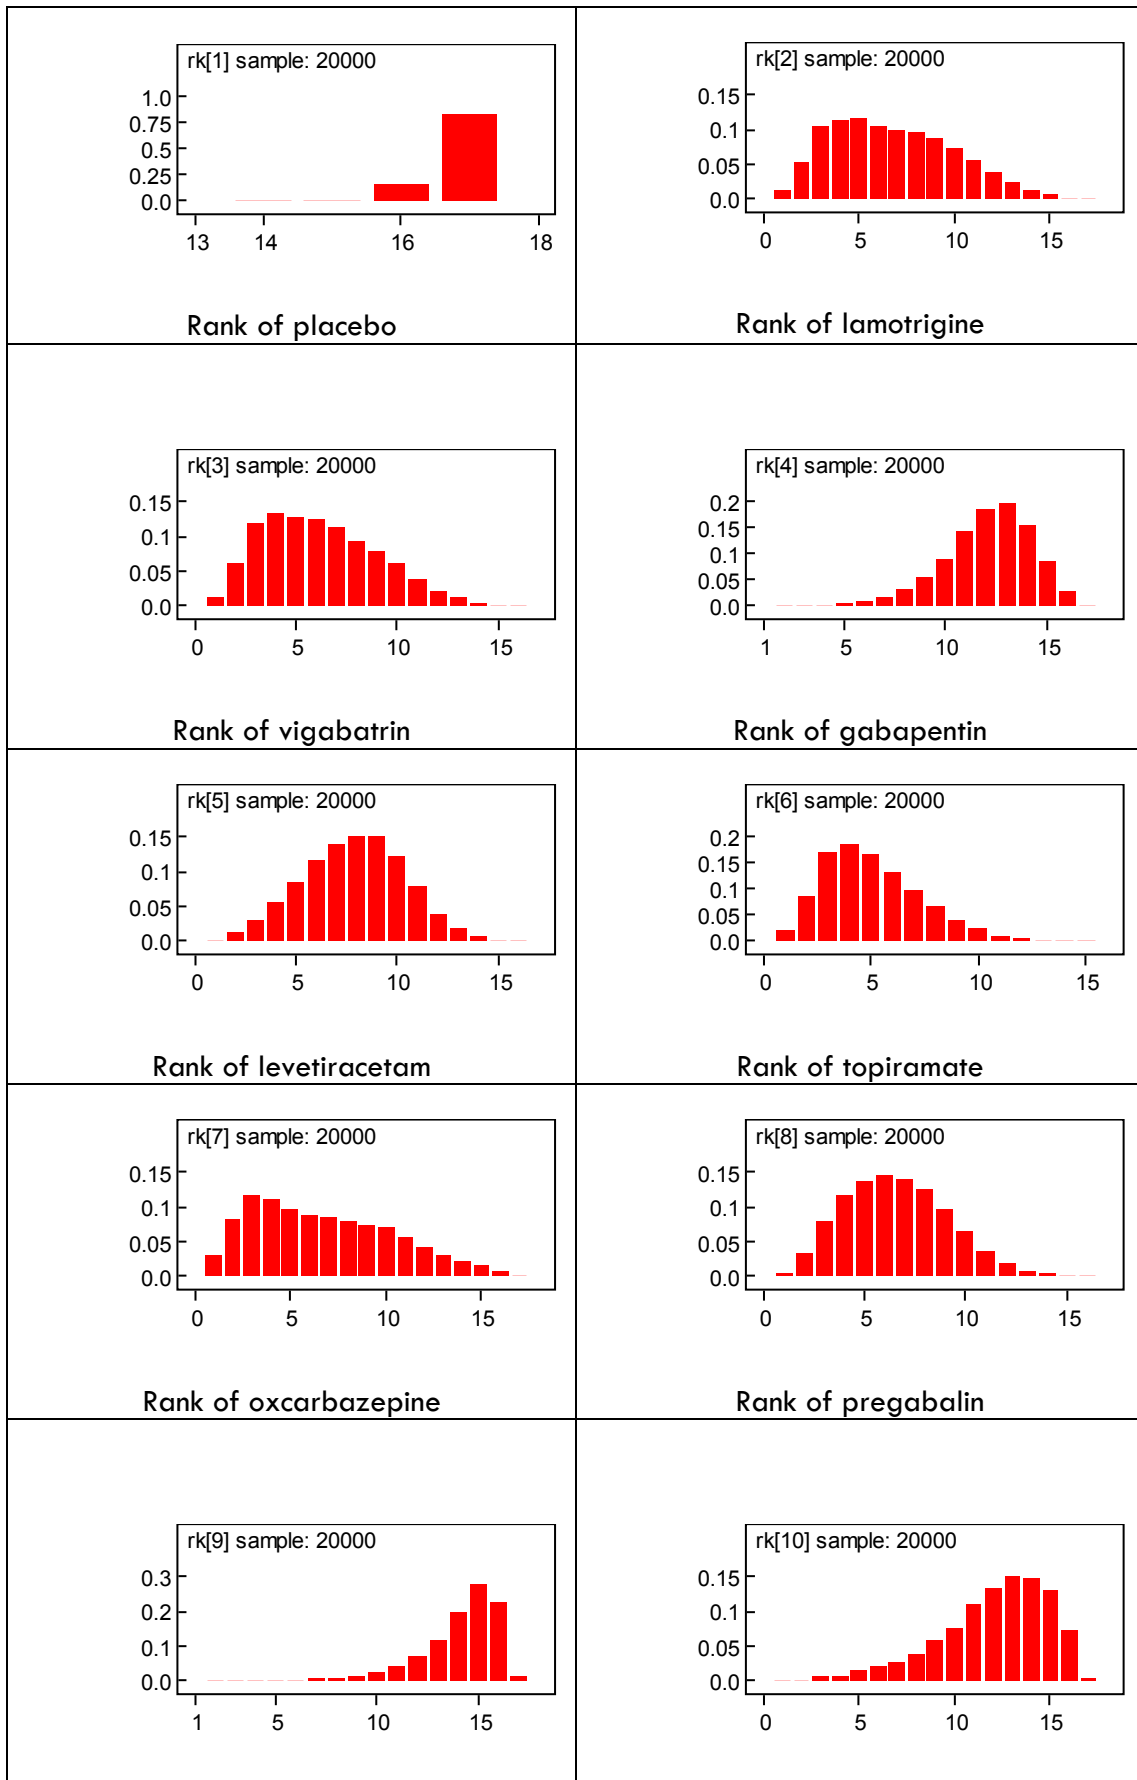 rk[1] sample: 20000
1.0
0.75
0.5
0.25
0.0
13 14 16 18
Rank of placebo
rk[2] sample: 20000
0.15
0.1
0.05
0.0
0 5 10 15
Rank of lamotrigine
rk[3] sample: 20000
0.15
0.1
0.05
0.0
0 5 10 15
Rank of vigabatrin
rk[4] sample: 20000
0.2
0.15
0.1
0.05
0.0
1 5 10 15
Rank of gabapentin
rk[5] sample: 20000
0.15
0.1
0.05
0.0
0 5 10 15
Rank of levetiracetam
rk[6] sample: 20000
0.2
0.15
0.1
0.05
0.0
0 5 10 15
Rank of topiramate
rk[7] sample: 20000
0.15
0.1
0.05
0.0
0 5 10 15
Rank of oxcarbazepine
rk[8] sample: 20000
0.15
0.1
0.05
0.0
0 5 10 15
Rank of pregabalin
rk[9] sample: 20000
0.3
0.2
0.1
0.0
1 5 10 15
rk[10] sample: 20000
0.15
0.1
0.05
0.0
0 5 10 15